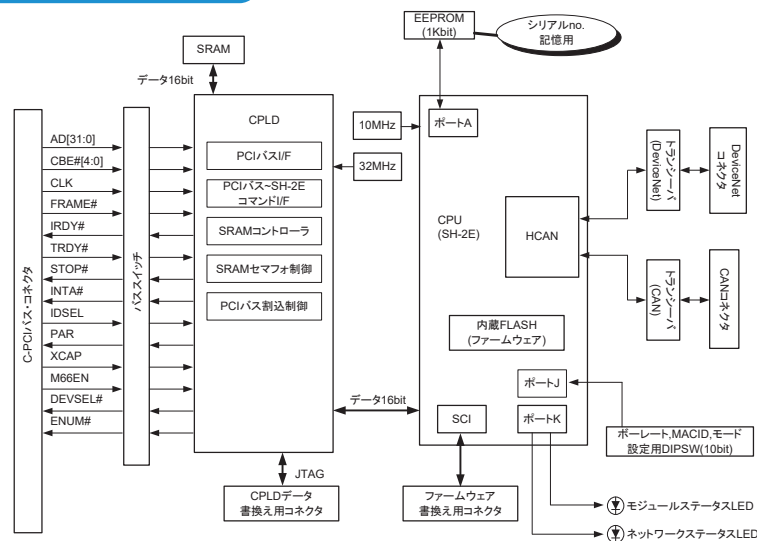 EEPROM
(1Kbit)
シリアルno.
記憶用
SRAM
データ16bit
CPLD
10MHz
ポートA
32MHz
AD[31:0]
CBE#[4:0]
CLK
FRAME#
IRDY#
TRDY#
STOP#
INTA#
IDSEL
PAR
XCAP
M66EN
DEVSEL#
ENUM#
C-PCIバス・コネクタ
バススイッチ
PCIバスI/F
PCIバス~SH-2E
コマンドI/F
SRAMコントローラ
SRAMセマフォ制御
PCIバス割込制御
CPU
(SH-2E)
HCAN
トランシーバ
(DeviceNet)
DeviceNet
コネクタ
トランシーバ
(CAN)
CANコネクタ
内蔵FLASH
(ファームウェア)
ポートJ
データ16bit
SCI
ポートK
ボーレート,MACID,モード
設定用DIPSW(10bit)
JTAG
CPLDデータ
書換え用コネクタ
ファームウェア
書換え用コネクタ
モジュールステータスLED
ネットワークステータスLED